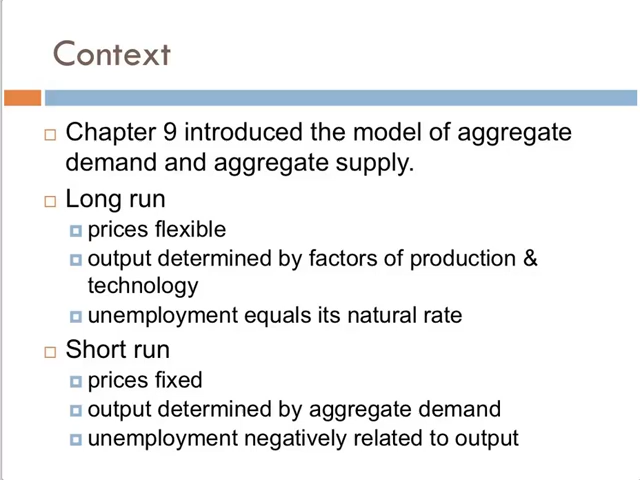 Context
Chapter 9 introduced the model of aggregate
demand and aggregate supply.
Long run
prices flexible
output determined by factors of production &
technology
unemployment equals its natural rate
Short run
prices fixed
output determined by aggregate demand
unemployment negatively related to output